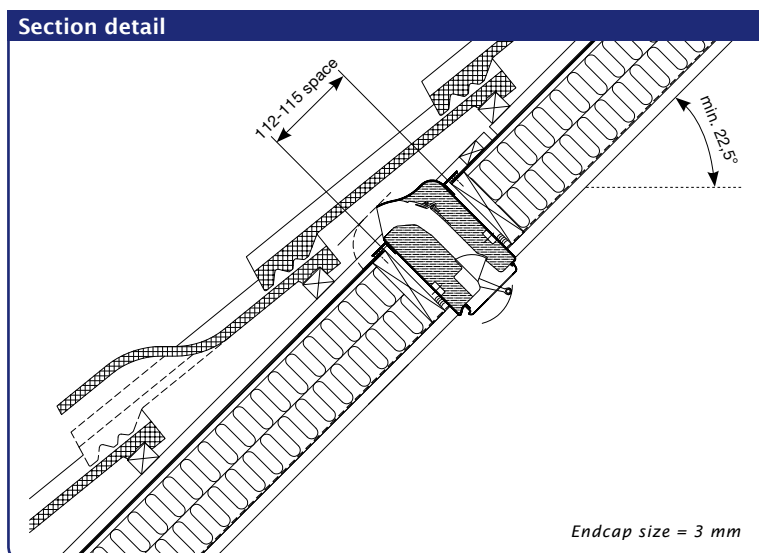 Section detail
112-115 space
min. 22,5°
Endcap size = 3 mm